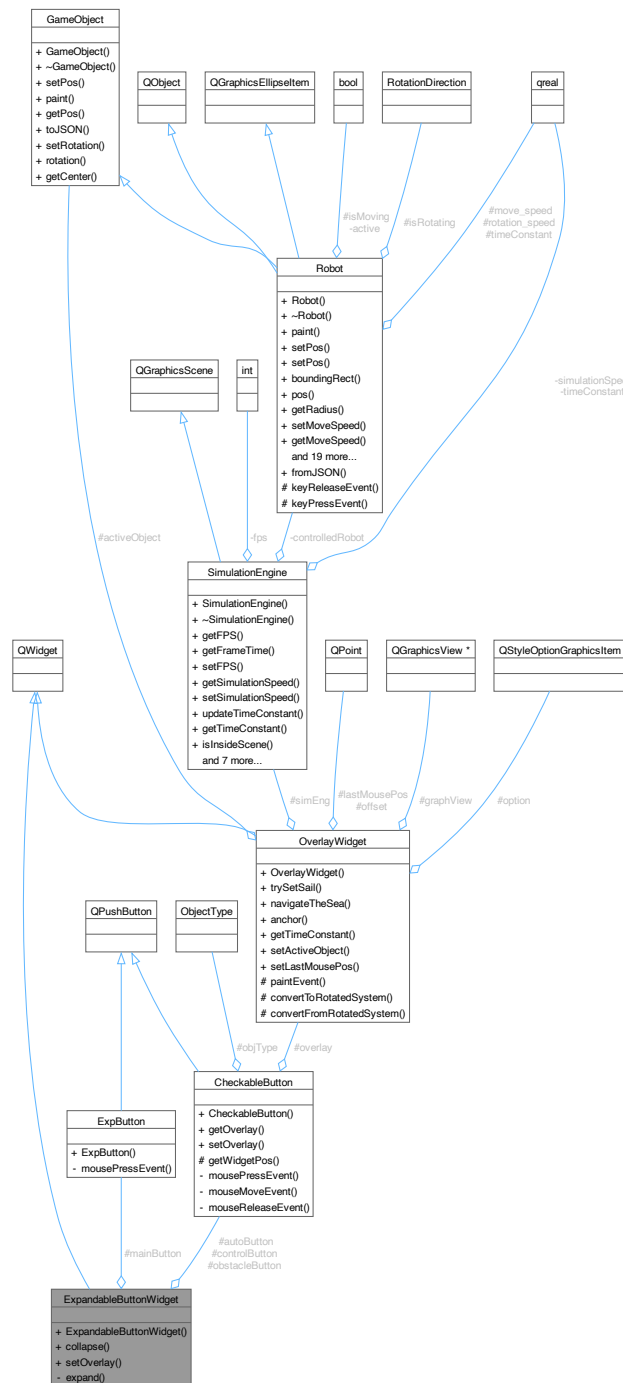 GameObject
+ GameObject()
+ ~GameObject()
+ setPos()
+ paint()
+ getPos()
+ toJSON()
+ setRotation()
+ rotation()
+ getCenter()
QObject
QGraphicsEllipseItem
bool
RotationDirection
qreal
#isMoving
-active
#isRotating
#move_speed
#rotation_speed
#timeConstant
Robot
+ Robot()
+ ~Robot()
+ paint()
+ setPos()
+ setPos()
+ boundingRect()
+ pos()
+ getRadius()
+ setMoveSpeed()
+ getMoveSpeed()
and 19 more...
+ fromJSON()
# keyReleaseEvent()
# keyPressEvent()
QGraphicsScene
int
-simulationSpeed
-timeConstant
#activeObject
-fps
-controlledRobot
SimulationEngine
+ SimulationEngine()
+ ~SimulationEngine()
+ getFPS()
+ getFrameTime()
+ setFPS()
+ getSimulationSpeed()
+ setSimulationSpeed()
+ updateTimeConstant()
+ getTimeConstant()
+ isInsideScene()
and 7 more...
QWidget
QPoint
QGraphicsView *
QStyleOptionGraphicsItem
#simEng
#lastMousePos
#offset
#graphView
#option
OverlayWidget
+ OverlayWidget()
+ trySetSail()
+ navigateTheSea()
+ anchor()
+ getTimeConstant()
+ setActiveObject()
+ setLastMousePos()
# paintEvent()
# convertToRotatedSystem()
# convertFromRotatedSystem()
QPushButton
ObjectType
#objType
#overlay
CheckableButton
+ CheckableButton()
+ getOverlay()
+ setOverlay()
# getWidgetPos()
- mousePressEvent()
- mouseMoveEvent()
- mouseReleaseEvent()
ExpButton
+ ExpButton()
- mousePressEvent()
#mainButton
#autoButton
#controlButton
#obstacleButton
ExpandableButtonWidget
+ ExpandableButtonWidget()
+ collapse()
+ setOverlay()
- expand()